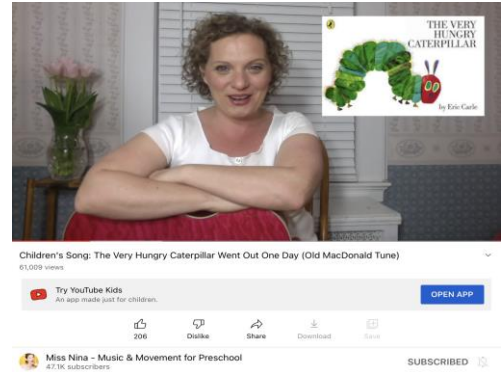 THE VERY
HUNGRY
CATERPILLAR
by Eric Carle
Children's Song: The Very Hungry Caterpillar Went Out One Day (Old MacDonald Tune)
61,009 views
Try YouTube Kids
An app made just for children.
OPEN APP
206
Dislike
Share
Download
Save
Miss Nina - Music & Movement for Preschool
47.1K subscribers
SUBSCRIBED